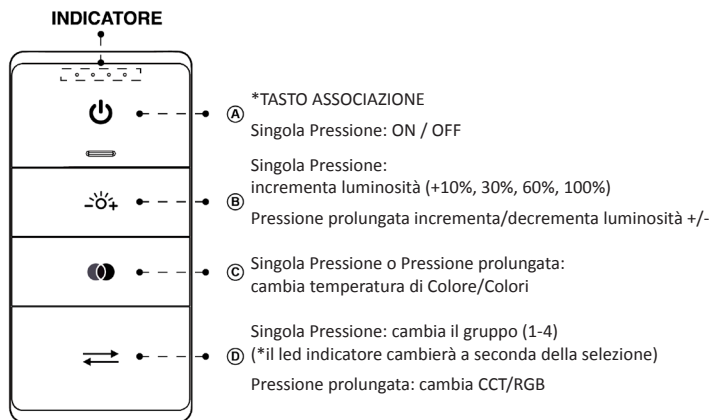 INDICATORE
A
*TASTO ASSOCIAZIONE
Singola Pressione: ON / OFF
B
Singola Pressione:
incrementa luminosità (+10%, 30%, 60%, 100%)
Pressione prolungata incrementa/decrementa luminosità +/-
C
Singola Pressione o Pressione prolungata:
cambia temperatura di Colore/Colori
D
Singola Pressione: cambia il gruppo (1-4)
(*il led indicatore cambierà a seconda della selezione)
Pressione prolungata: cambia CCT/RGB